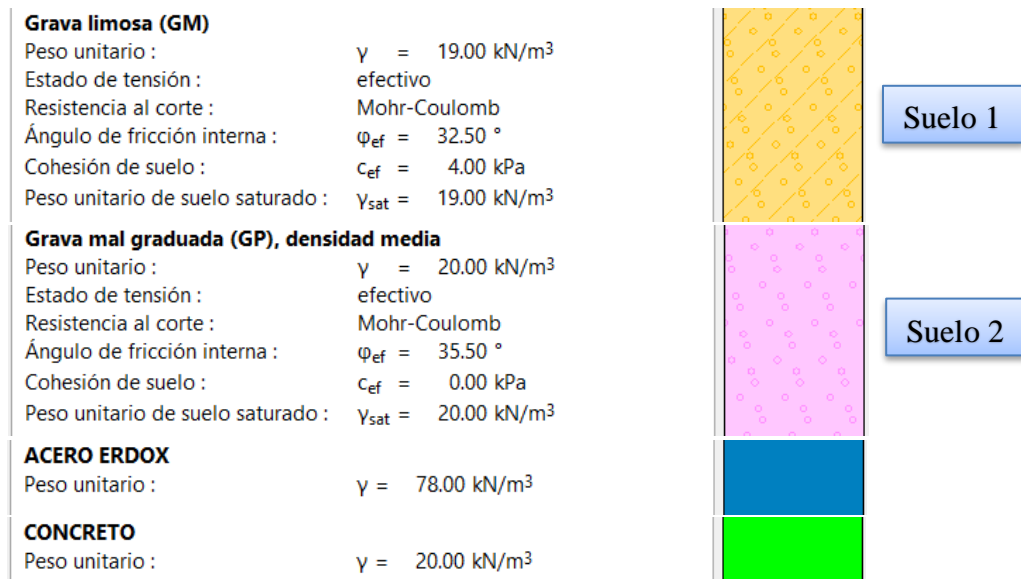 Grava limosa (GM)
Peso unitario : γ = 19.00 kN/m3
Estado de tensión : efectivo
Resistencia al corte : Mohr-Coulomb
Ángulo de fricción interna : φef = 32.50 °
Cohesión de suelo : cef = 4.00 kPa
Peso unitario de suelo saturado : γsat = 19.00 kN/m3
Suelo 1
Grava mal graduada (GP), densidad media
Peso unitario : γ = 20.00 kN/m3
Estado de tensión : efectivo
Resistencia al corte : Mohr-Coulomb
Ángulo de fricción interna : φef = 35.50 °
Cohesión de suelo : cef = 0.00 kPa
Peso unitario de suelo saturado : γsat = 20.00 kN/m3
Suelo 2
ACERO ERDOX
Peso unitario : γ = 78.00 kN/m3
CONCRETO
Peso unitario : γ = 20.00 kN/m3